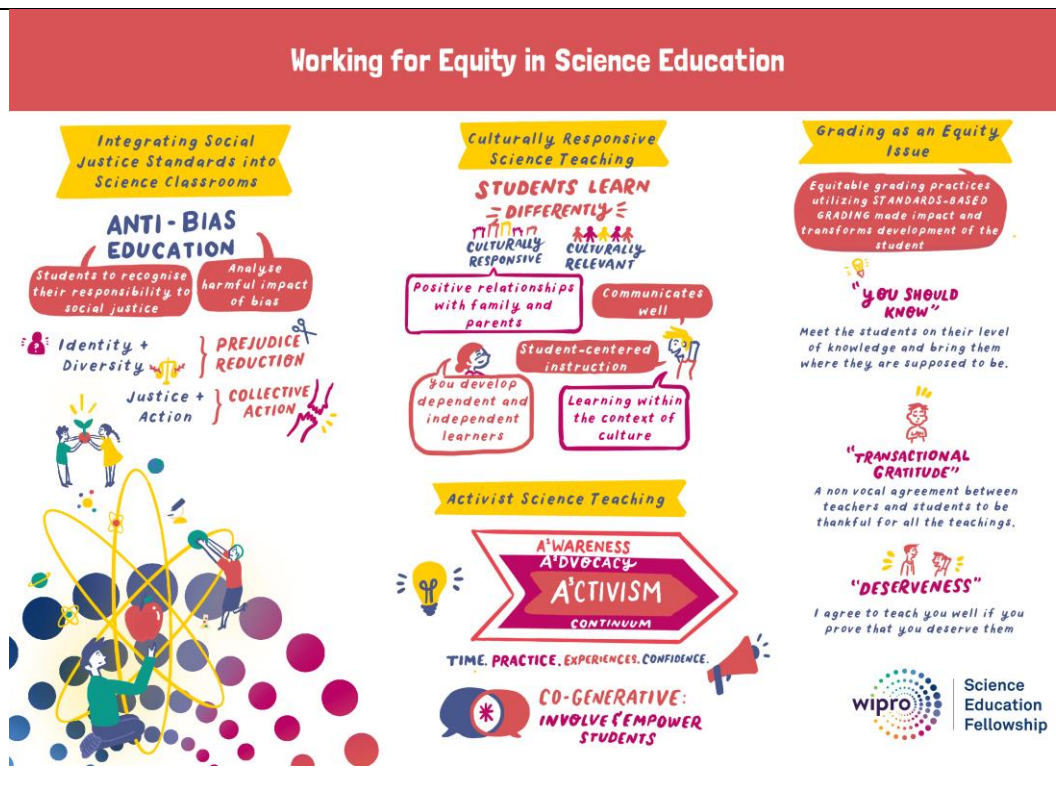 Working for Equity in Science Education
Integrating Social
Justice Standards into
Science Classrooms
ANTI-BIAS
EDUCATION
Students to recognise
their responsibility to
social justice
Analyse
harmful impact
of bias
Identity +
Diversity
PREJUDICE
REDUCTION
Justice +
Action
COLLECTIVE
ACTION
Culturally Responsive
Science Teaching
STUDENTS LEARN
DIFFERENTLY
CULTURALLY
RESPONSIVE
CULTURALLY
RELEVANT
Positive relationships
with family and
parents
Communicates
well
Student-centered
instruction
You develop
dependent and
independent
learners
Learning within
the context of
culture
Activist Science Teaching
A¹WARENESS
A²DVOCACY
A³CTIVISM
CONTINUUM
TIME. PRACTICE. EXPERIENCES. CONFIDENCE.
CO-GENERATIVE:
INVOLVE & EMPOWER
STUDENTS
Grading as an Equity
Issue
Equitable grading practices
utilizing STANDARDS-BASED
GRADING made impact and
transforms development of the
student
"YOU SHOULD
KNOW"
Meet the students on their level
of knowledge and bring them
where they are supposed to be.
"TRANSACTIONAL
GRATITUDE"
A non vocal agreement between
teachers and students to be
thankful for all the teachings.
"DESERVENESS"
I agree to teach you well if you
prove that you deserve them
wipro
Science
Education
Fellowship